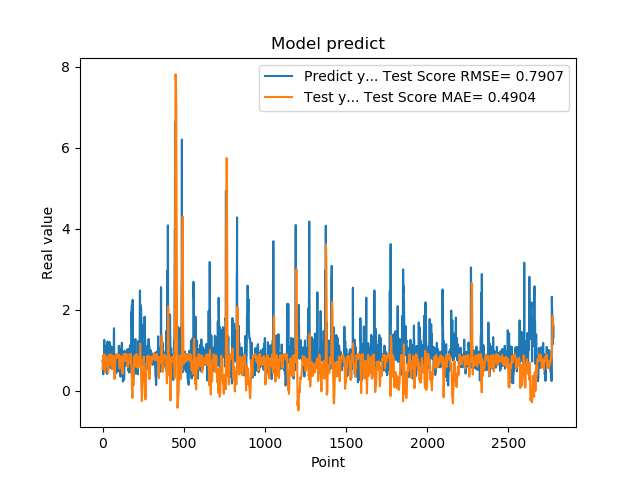 Model predict
Predict y... Test Score RMSE= 0.7907
Test y... Test Score MAE= 0.4904
Real value
8
6
4
2
0
0 500 1000 1500 2000 2500
Point